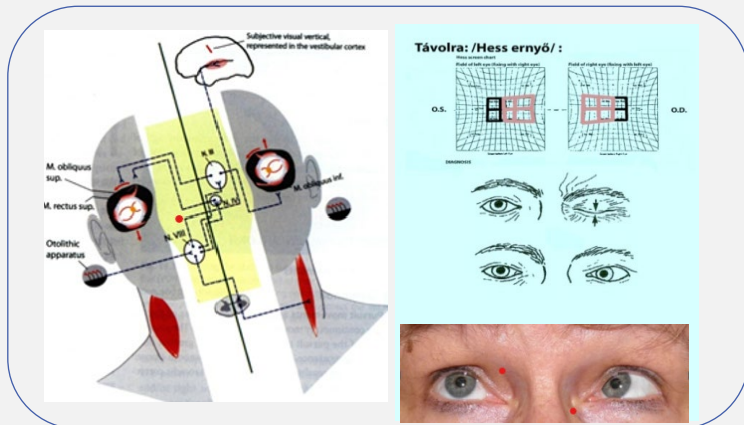 Subjective visual vertical,
represented in the vestibular cortex
M. obliquus
sup.
M. rectus sup.
Otolithic
apparatus
N. III
N. IV
N. VIII
M. obliquus inf.
Távolra: /Hess ernyő/ :
Hess screen chart
Field of left eye (fixing with right eye)
Field of right eye (fixing with left eye)
O.S.
O.D.
DIAGNOSIS